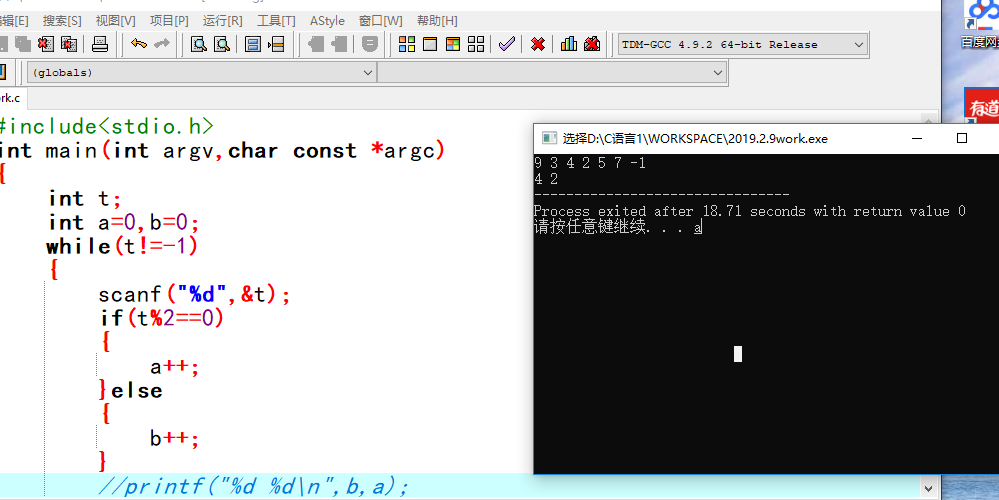 编辑[E] 搜索[S] 视图[V] 项目[P] 运行[R] 工具[T] AStyle 窗口[W] 帮助[H]
TDM-GCC 4.9.2 64-bit Release
(globals)
rk.c
#include<stdio.h>
int main(int argv,char const *argc)
{
int t;
int a=0,b=0;
while(t!=-1)
{
scanf("%d",&t);
if(t%2==0)
{
a++;
}else
{
b++;
}
//printf("%d %d\n",b,a);
选择D:\C语言1\WORKSPACE\2019.2.9work.exe
9 3 4 2 5 7 -1
4 2
--------------------------------
Process exited after 18.71 seconds with return value 0
请按任意键继续. . . a
百度网
有道